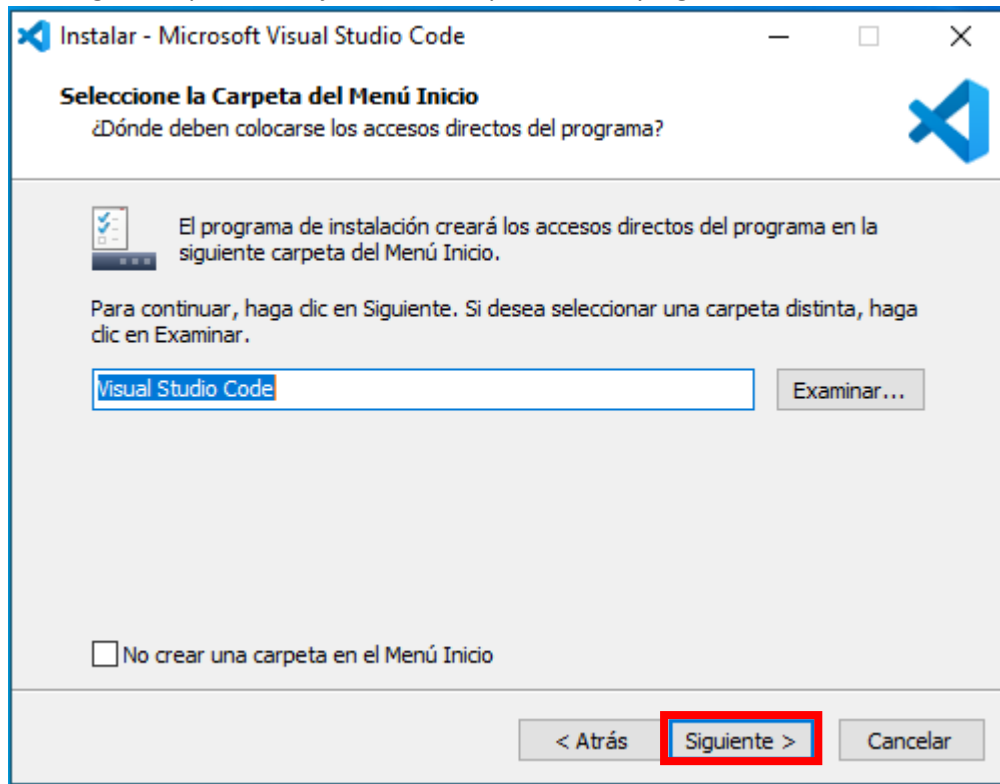 Instalar - Microsoft Visual Studio Code
Seleccione la Carpeta del Menú Inicio
¿Dónde deben colocarse los accesos directos del programa?
El programa de instalación creará los accesos directos del programa en la
siguiente carpeta del Menú Inicio.
Para continuar, haga clic en Siguiente. Si desea seleccionar una carpeta distinta, haga
clic en Examinar.
Visual Studio Code
Examinar...
No crear una carpeta en el Menú Inicio
< Atrás
Siguiente >
Cancelar